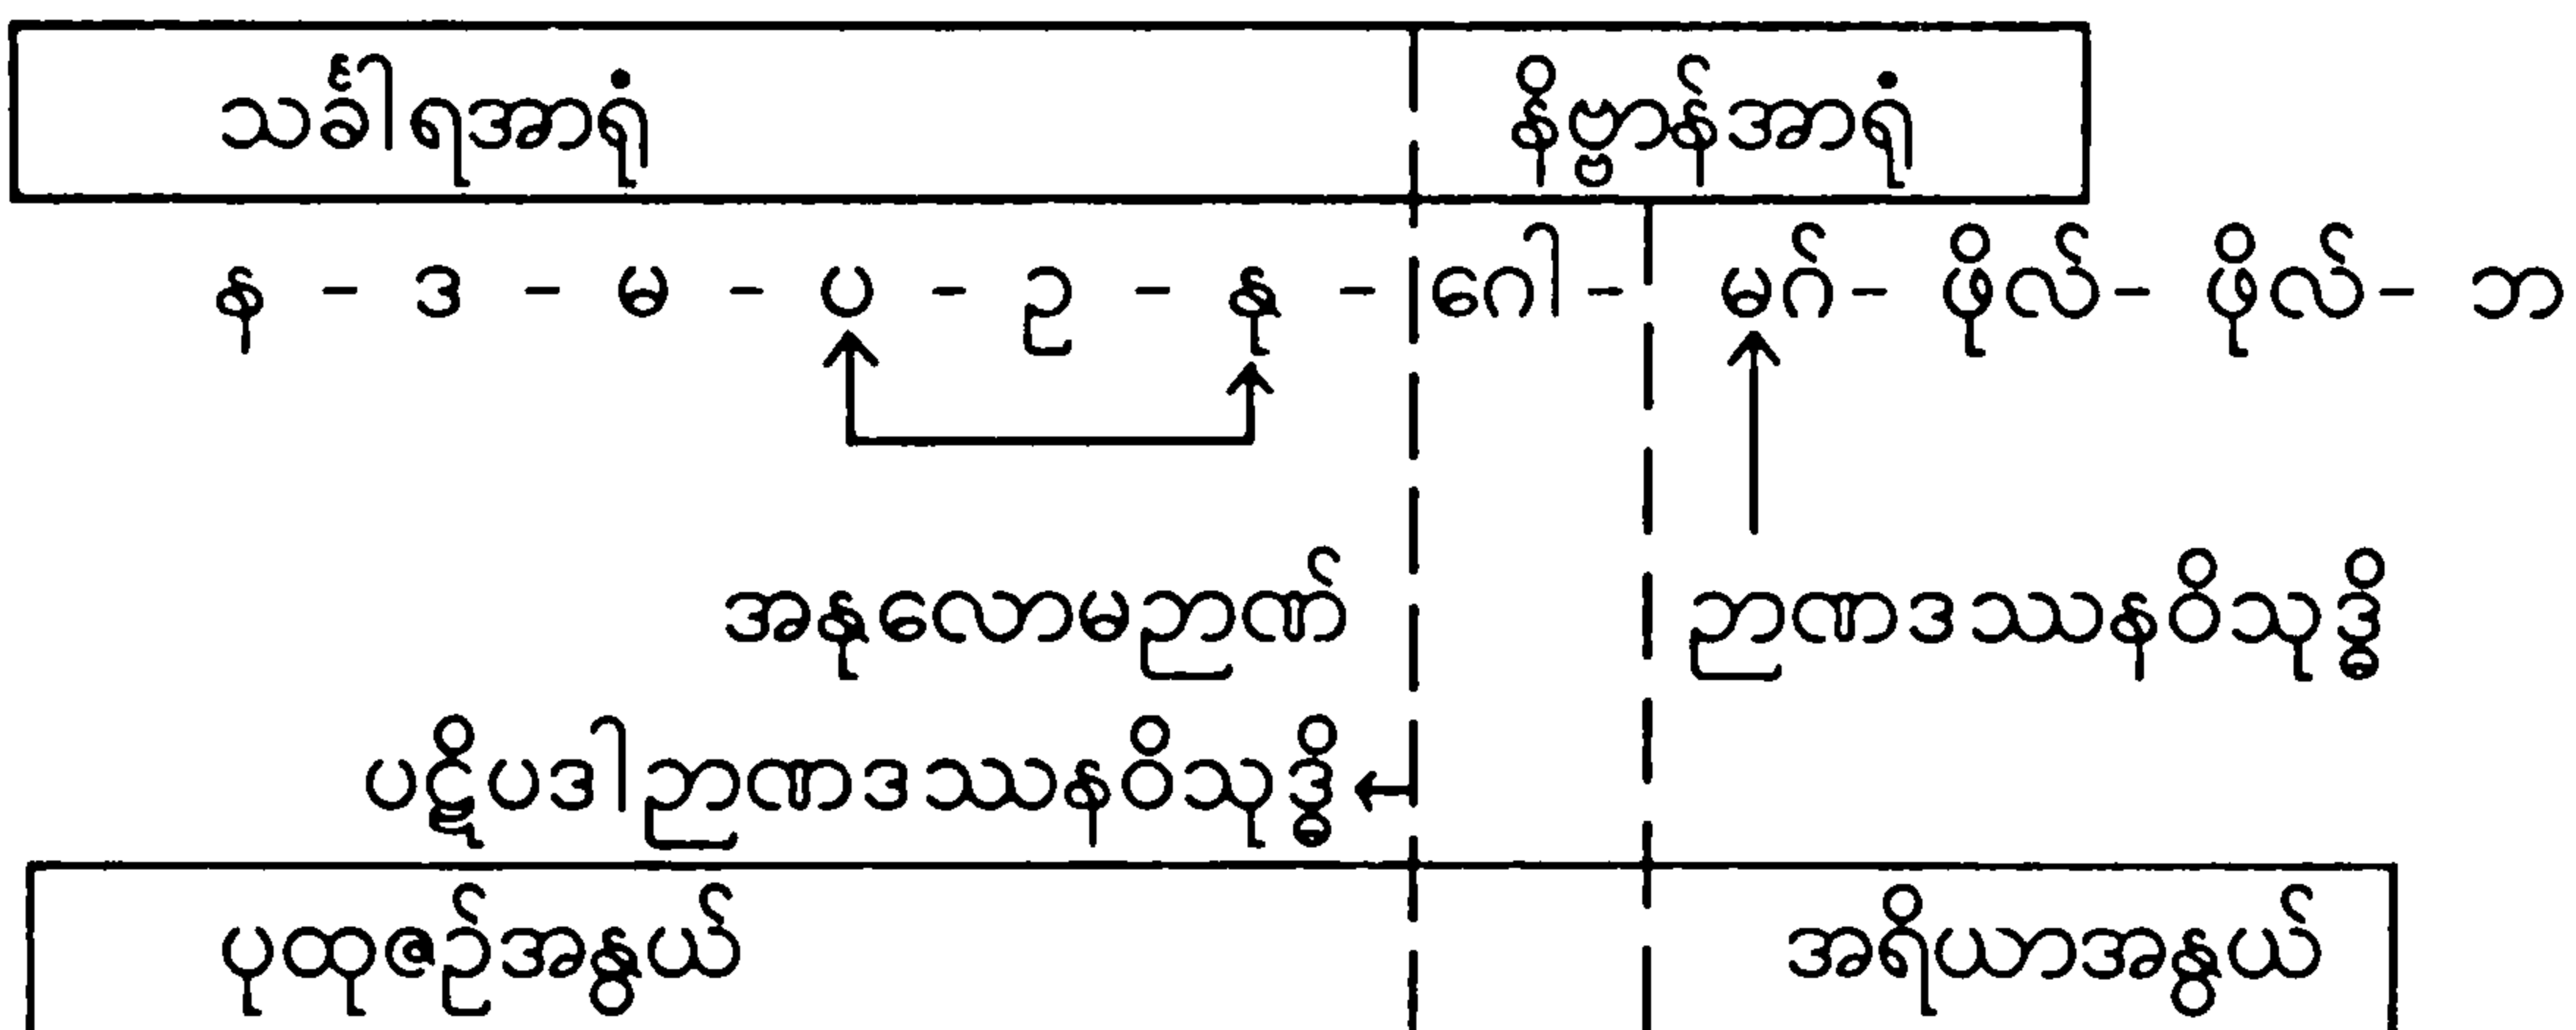 သင်္ခါရအာရုံ နိဗ္ဗာန်အာရုံ
န - ဒ - မ - ပ - ဉ - နု - ဂေါ - မဂ် - ဖိုလ် - ဖိုလ် - ဘ
အနုလောမဉာဏ် ဉာဏဒဿနဝိသုဒ္ဓိ
ပဋိပဒါဉာဏဒဿနဝိသုဒ္ဓိ
ပုထုဇဉ်အနွယ် အရိယာအနွယ်